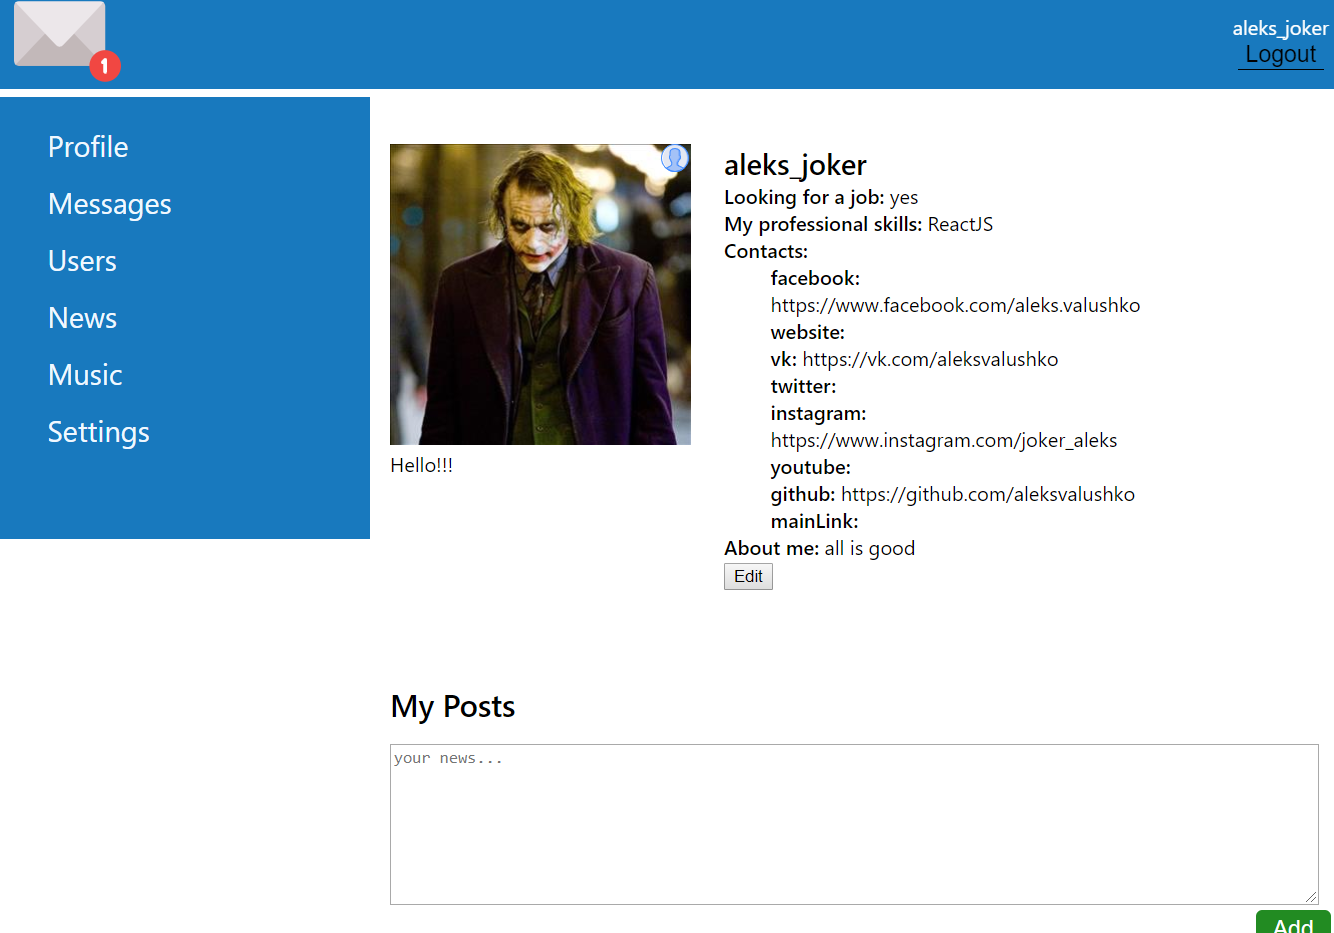 1
aleks_joker
Logout
Profile
Messages
Users
News
Music
Settings
aleks_joker
Looking for a job: yes
My professional skills: ReactJS
Contacts:
facebook:
https://www.facebook.com/aleks.valushko
website:
vk: https://vk.com/aleksvalushko
twitter:
instagram:
https://www.instagram.com/joker_aleks
youtube:
github: https://github.com/aleksvalushko
mainLink:
About me: all is good
Edit
Hello!!!
My Posts
your news...
Add